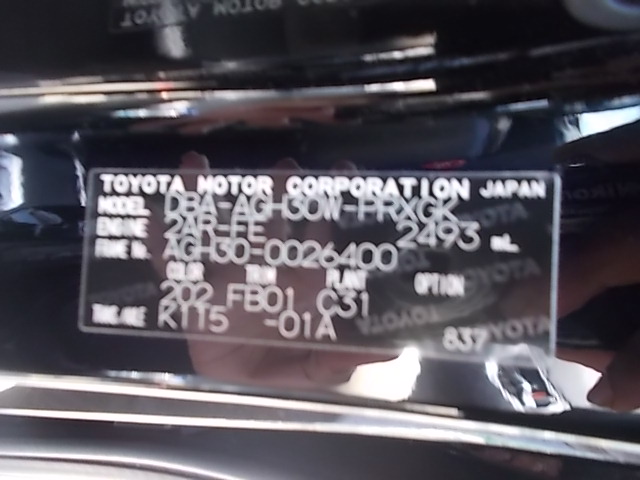 TOYOTA MOTOR CORPORATION JAPAN
MODEL DBA-AGH30W-PRXGK
ENGINE 2AR-FE 2493 mL
FRAME No. AGH30-0026400
COLOR TRIM PLANT OPTION
202 FB01 C31
TRANS/AXLE K115 -01A
837